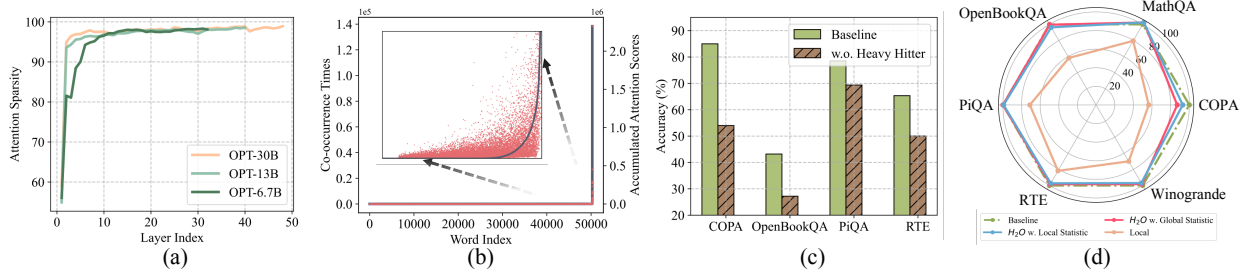 100
90
80
70
60
Attention Sparsity
OPT-30B
OPT-13B
OPT-6.7B
0 10 20 30 40 50
Layer Index
(a)
1e5
1e6
1.4
1.2
1.0
0.8
0.6
0.4
0.2
0.0
Co-occurrence Times
2.0
1.5
1.0
0.5
0.0
Accumulated Attention Scores
0 10000 20000 30000 40000 50000
Word Index
(b)
90
80
70
60
50
40
30
20
Accuracy (%)
Baseline
w.o. Heavy Hitter
COPA OpenBookQA PiQA RTE
(c)
MathQA
OpenBookQA
100
80
60
40
20
PiQA
COPA
RTE
Winogrande
Baseline
H2O w. Local Statistic
H2O w. Global Statistic
Local
(d)